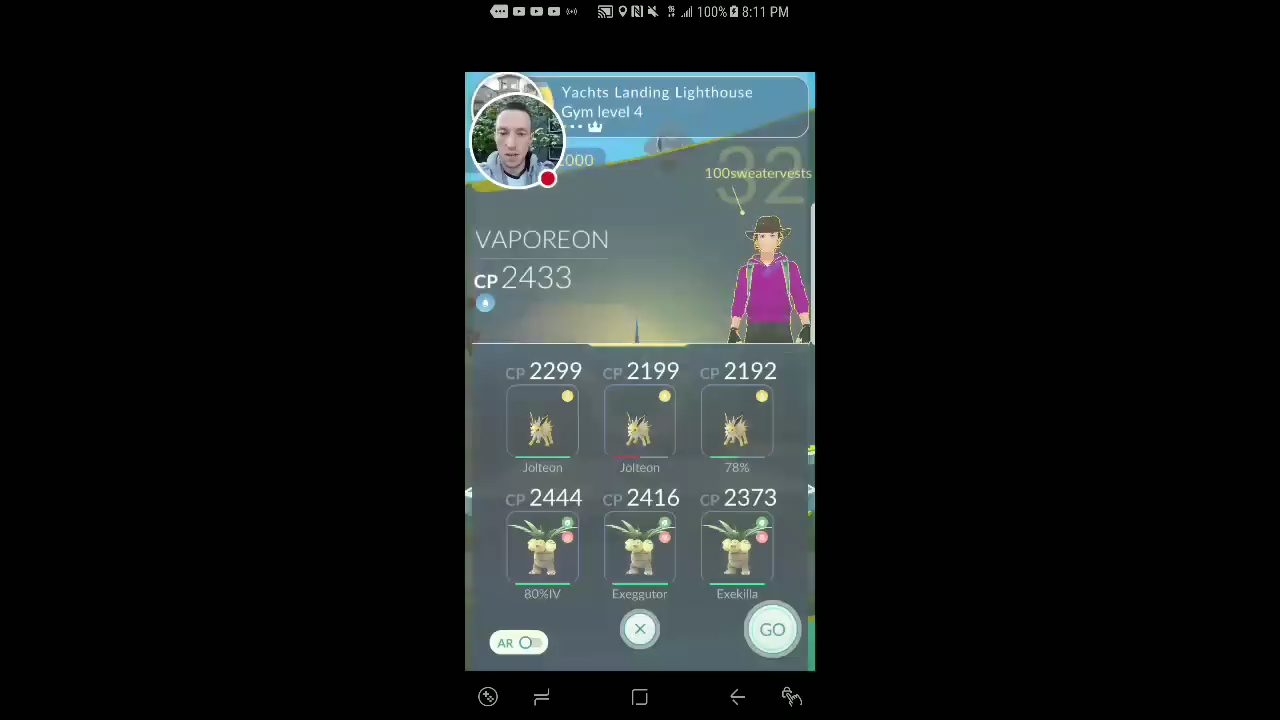 100% 8:11 PM
Yachts Landing Lighthouse
Gym level 4
32
100sweatervests
VAPOREON
CP 2433
CP 2299 CP 2199 CP 2192
Jolteon Jolteon 78%
CP 2444 CP 2416 CP 2373
80%IV Exeggutor Exekilla
AR GO